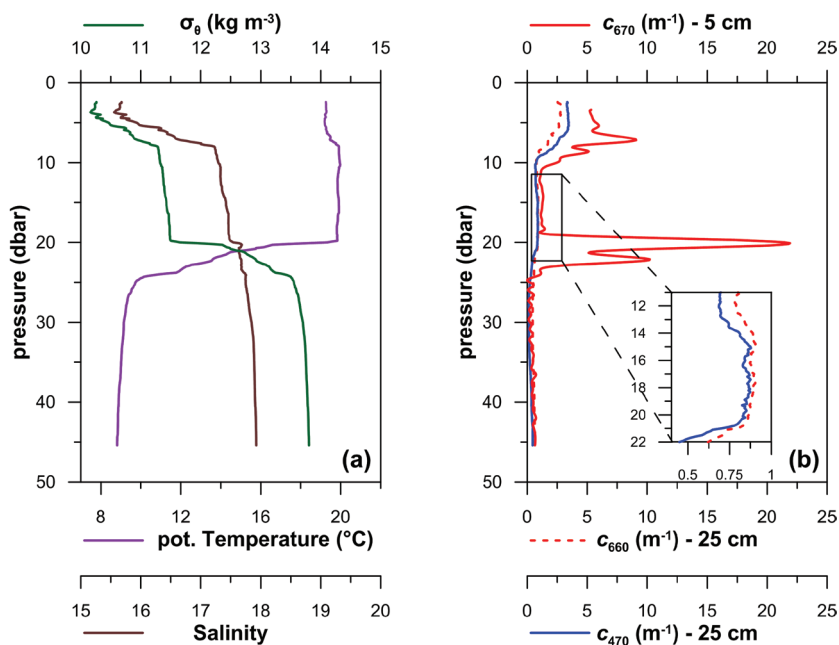 σθ (kg m⁻³)
10 11 12 13 14 15
0
10
20
30
40
50
pressure (dbar)
(a)
8 12 16 20
pot. Temperature (°C)
15 16 17 18 19 20
Salinity
c670 (m⁻¹) - 5 cm
0 5 10 15 20 25
0
10
20
30
40
50
pressure (dbar)
12
14
16
18
20
22
0.5 0.75 1
(b)
0 5 10 15 20 25
c660 (m⁻¹) - 25 cm
0 5 10 15 20 25
c470 (m⁻¹) - 25 cm